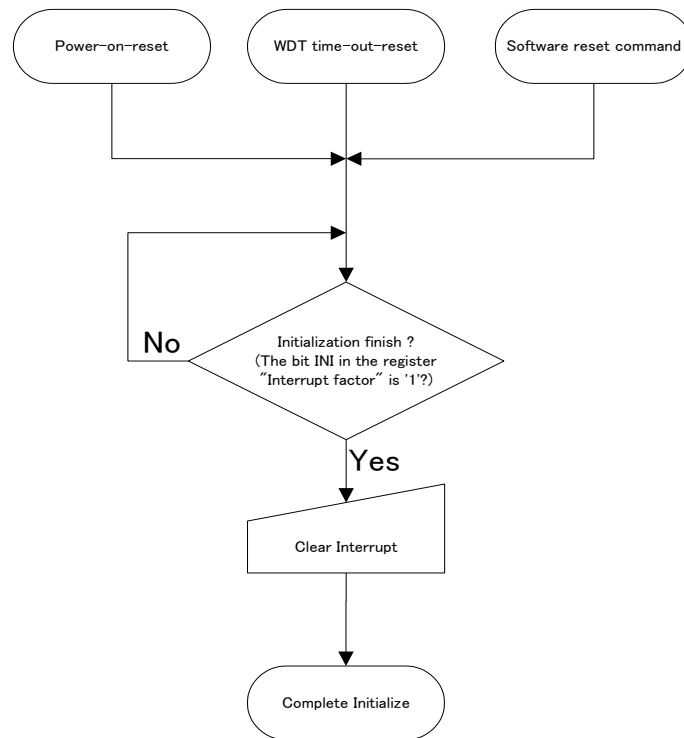 Power-on-reset
WDT time-out-reset
Software reset command
No
Initialization finish ?
(The bit INI in the register
"Interrupt factor" is '1'?)
Yes
Clear Interrupt
Complete Initialize